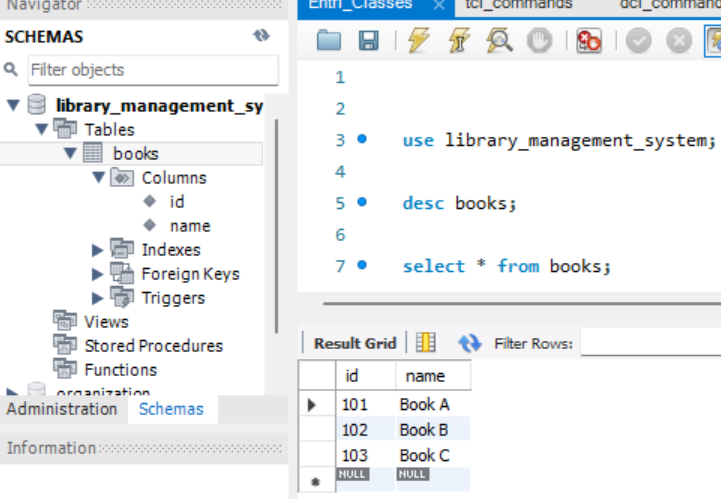 Navigator
SCHEMAS
Filter objects
library_management_sy
Tables
books
Columns
id
name
Indexes
Foreign Keys
Triggers
Views
Stored Procedures
Functions
organization
Administration Schemas
Information
Entri_Classes × tcl_commands dcl_command
1
2
3 use library_management_system;
4
5 desc books;
6
7 select * from books;
Result Grid Filter Rows:
id name
101 Book A
102 Book B
103 Book C
NULL NULL